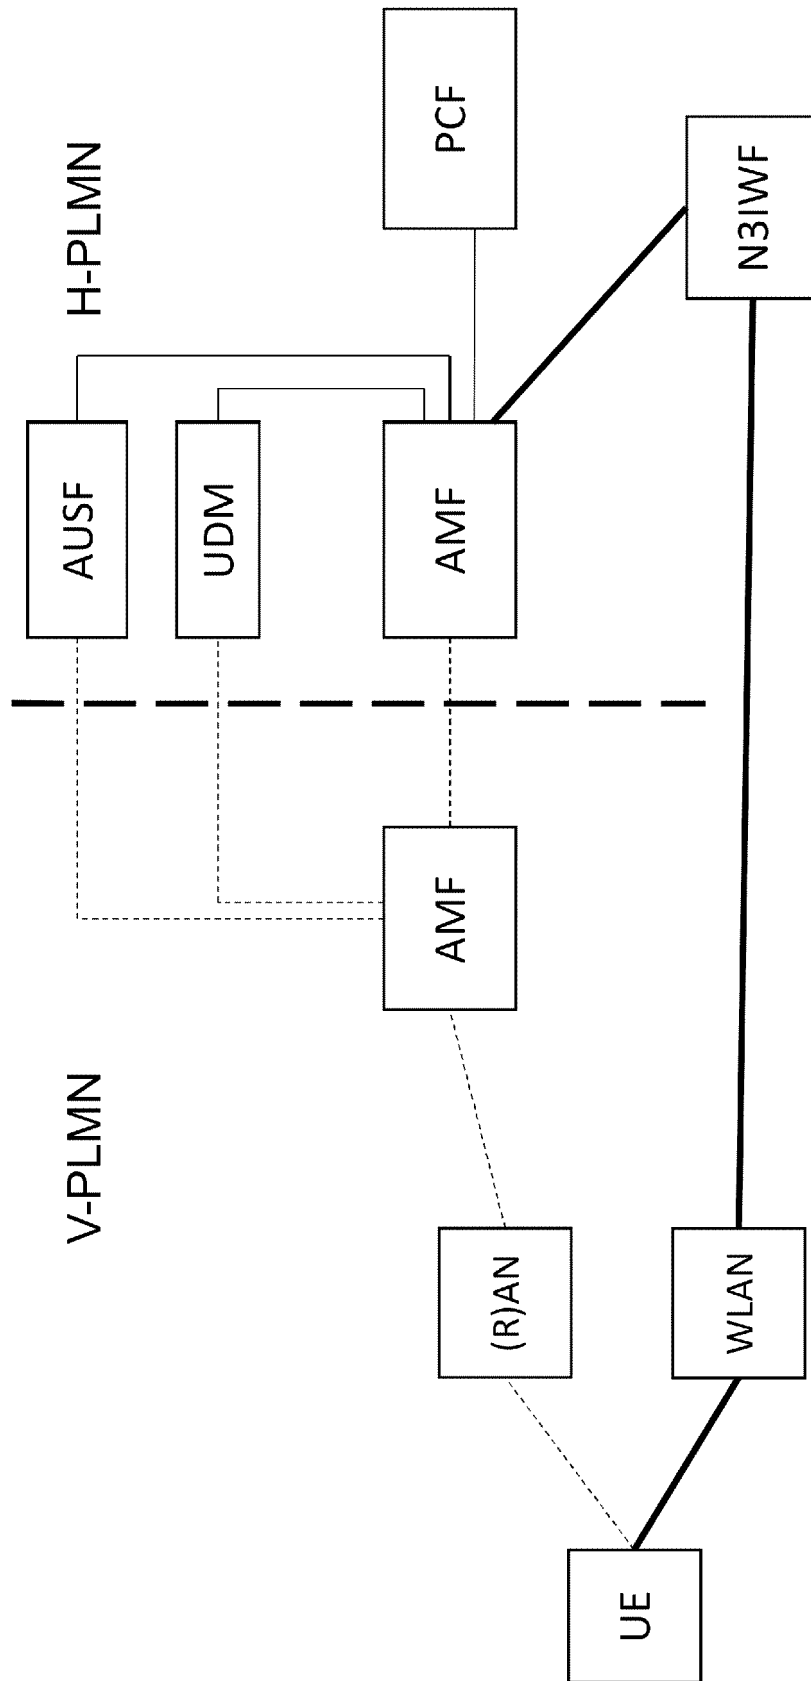 V-PLMN
H-PLMN
AUSF
UDM
AMF
AMF
PCF
(R)AN
UE
WLAN
N3IWF